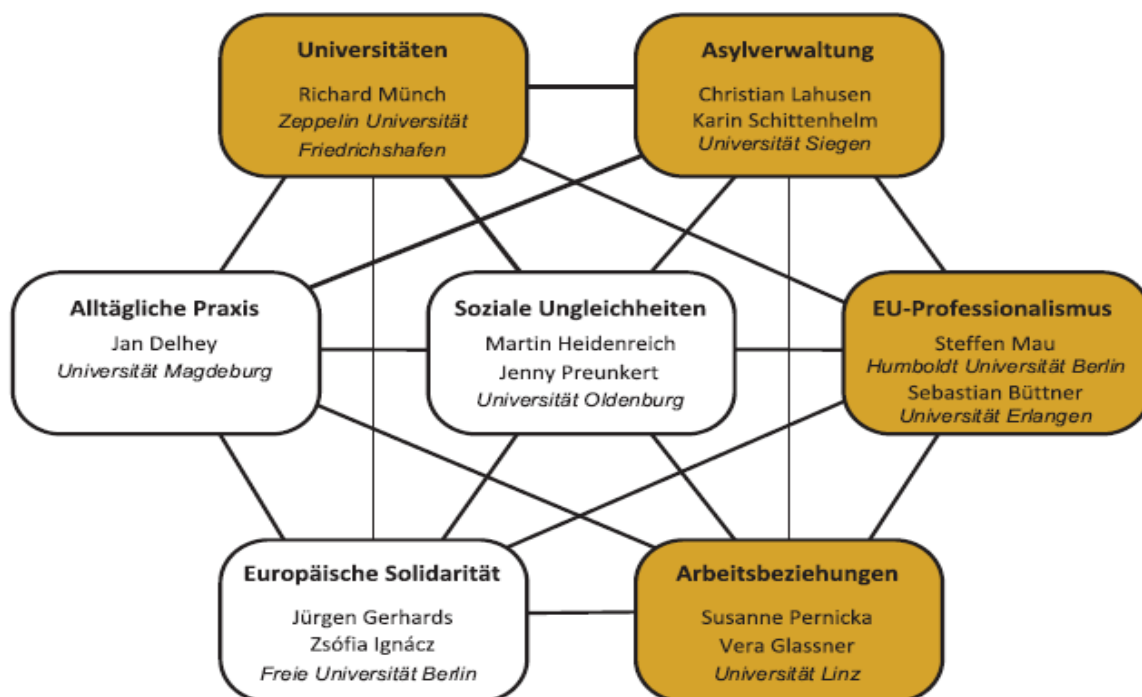 Universitäten
Richard Münch
Zeppelin Universität
Friedrichshafen
Asylverwaltung
Christian Lahusen
Karin Schittenhelm
Universität Siegen
Alltägliche Praxis
Jan Delhey
Universität Magdeburg
Soziale Ungleichheiten
Martin Heidenreich
Jenny Preunkert
Universität Oldenburg
EU-Professionalismus
Steffen Mau
Humboldt Universität Berlin
Sebastian Büttner
Universität Erlangen
Europäische Solidarität
Jürgen Gerhards
Zsófia Ignácz
Freie Universität Berlin
Arbeitsbeziehungen
Susanne Pernicka
Vera Glassner
Universität Linz